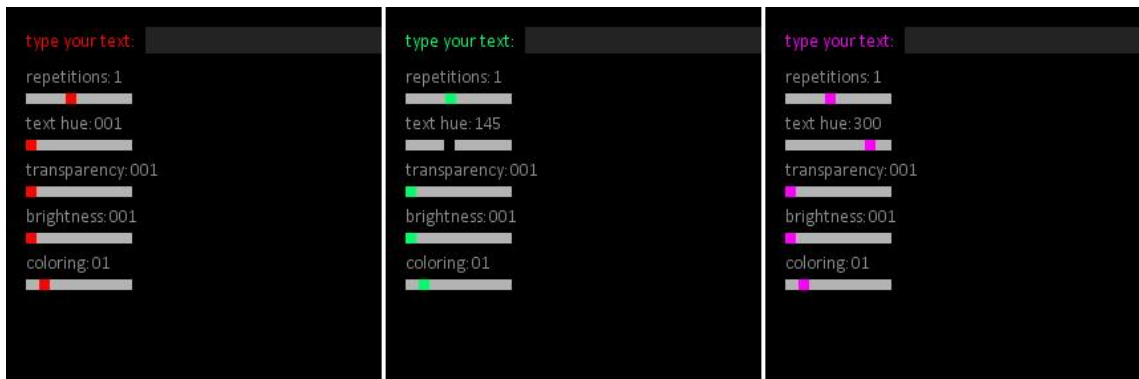 type your text:
repetitions: 1
text hue: 001
transparency: 001
brightness: 001
coloring: 01
type your text:
repetitions: 1
text hue: 145
transparency: 001
brightness: 001
coloring: 01
type your text:
repetitions: 1
text hue: 300
transparency: 001
brightness: 001
coloring: 01